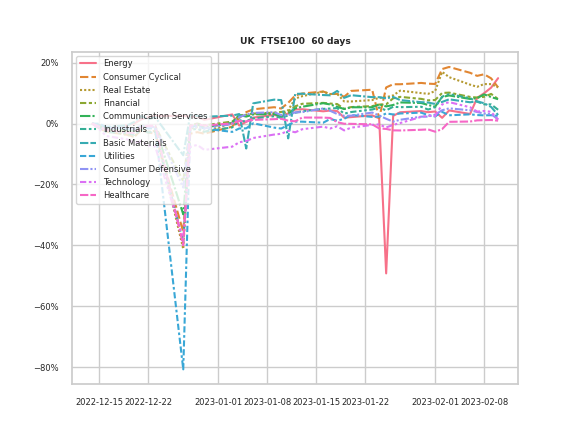 UK FTSE100 60 days
20%
0%
−20%
−40%
−60%
−80%
Energy
Consumer Cyclical
Real Estate
Financial
Communication Services
Industrials
Basic Materials
Utilities
Consumer Defensive
Technology
Healthcare
2022-12-15 2022-12-22 2023-01-01 2023-01-08 2023-01-15 2023-01-22 2023-02-01 2023-02-08